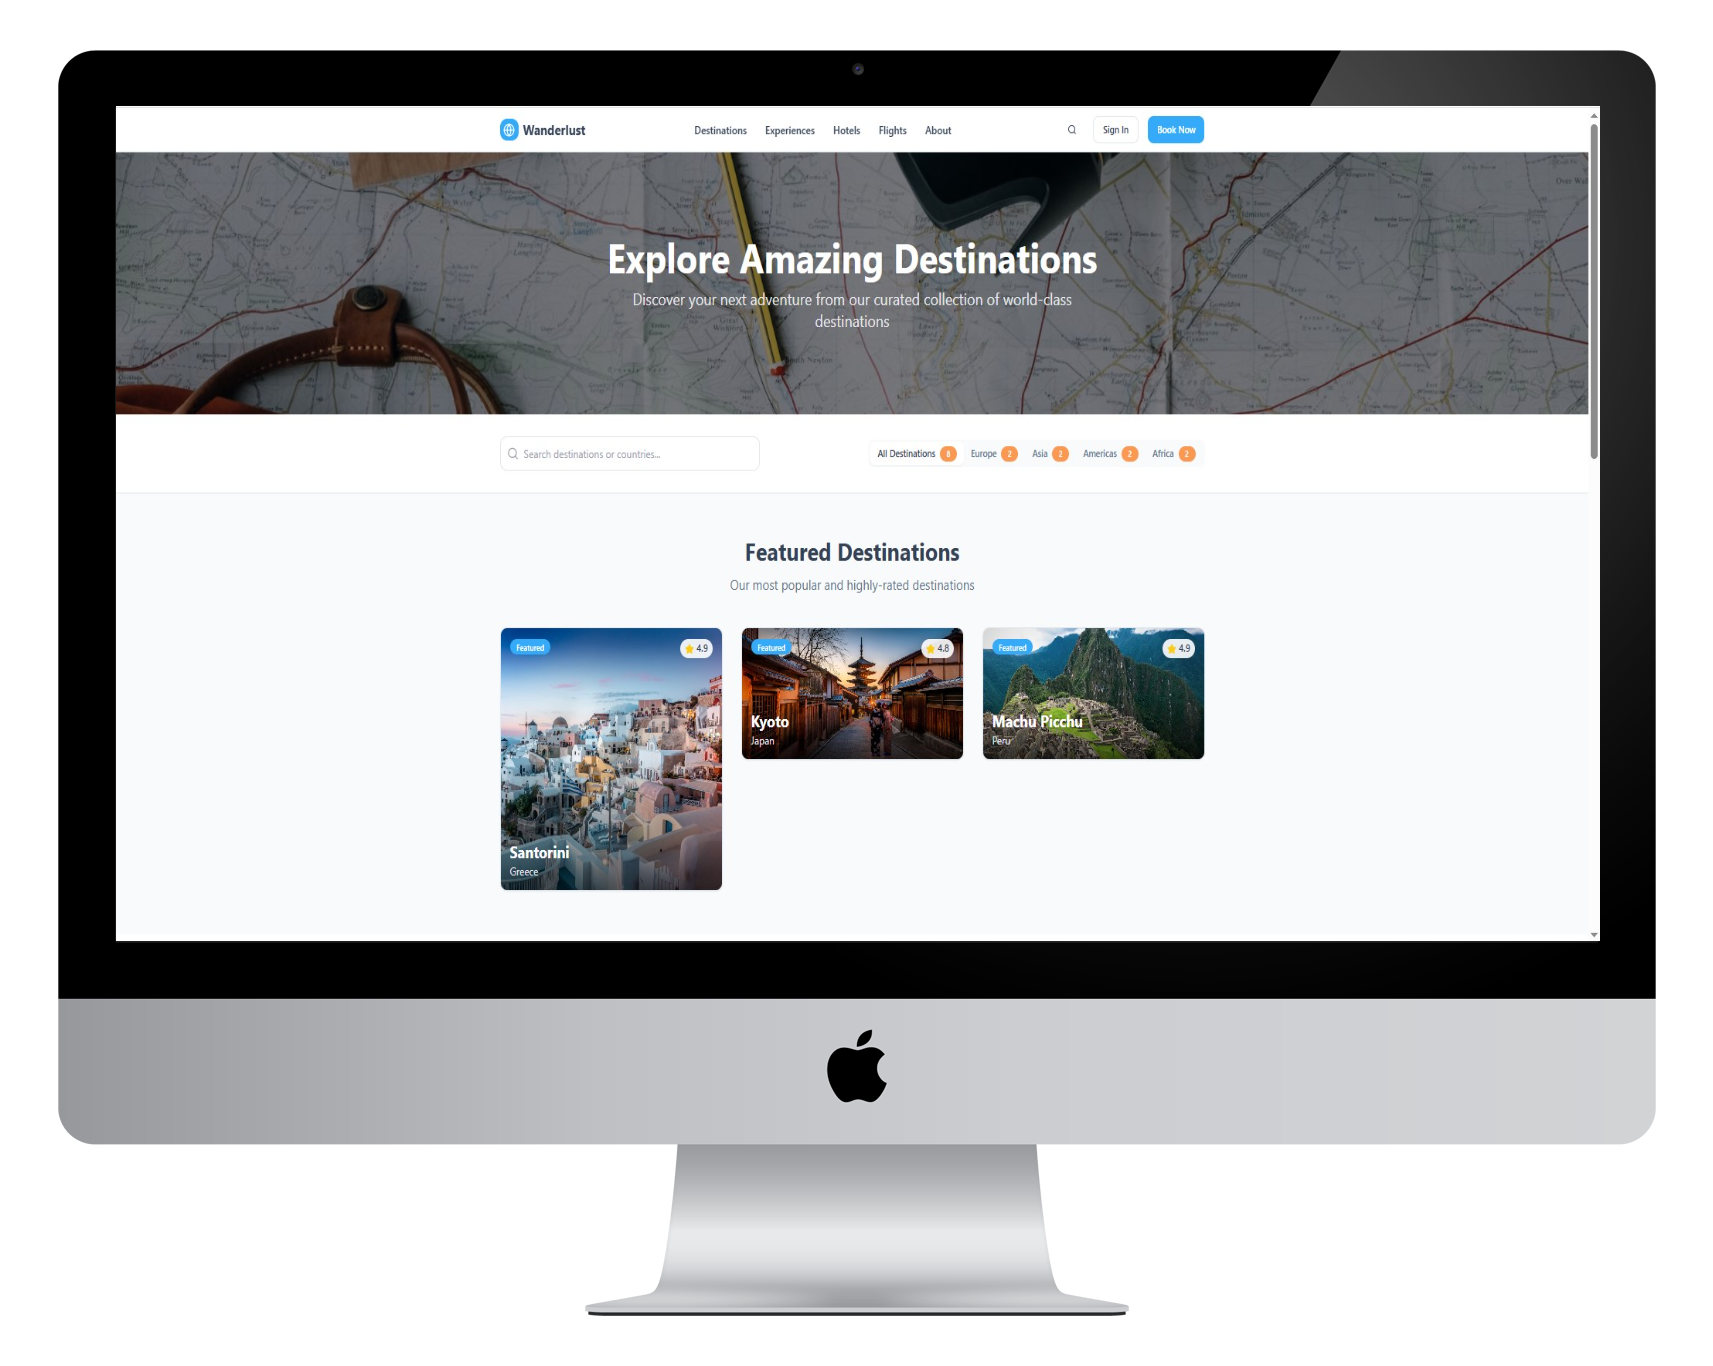 Wanderlust
Destinations Experiences Hotels Flights About
Sign In
Book Now
Explore Amazing Destinations
Discover your next adventure from our curated collection of world-class
destinations
Search destinations or countries...
All Destinations 8 Europe 2 Asia 2 Americas 2 Africa 2
Featured Destinations
Our most popular and highly-rated destinations
Featured 4.9
Santorini
Greece
Featured 4.8
Kyoto
Japan
Featured 4.9
Machu Picchu
Peru